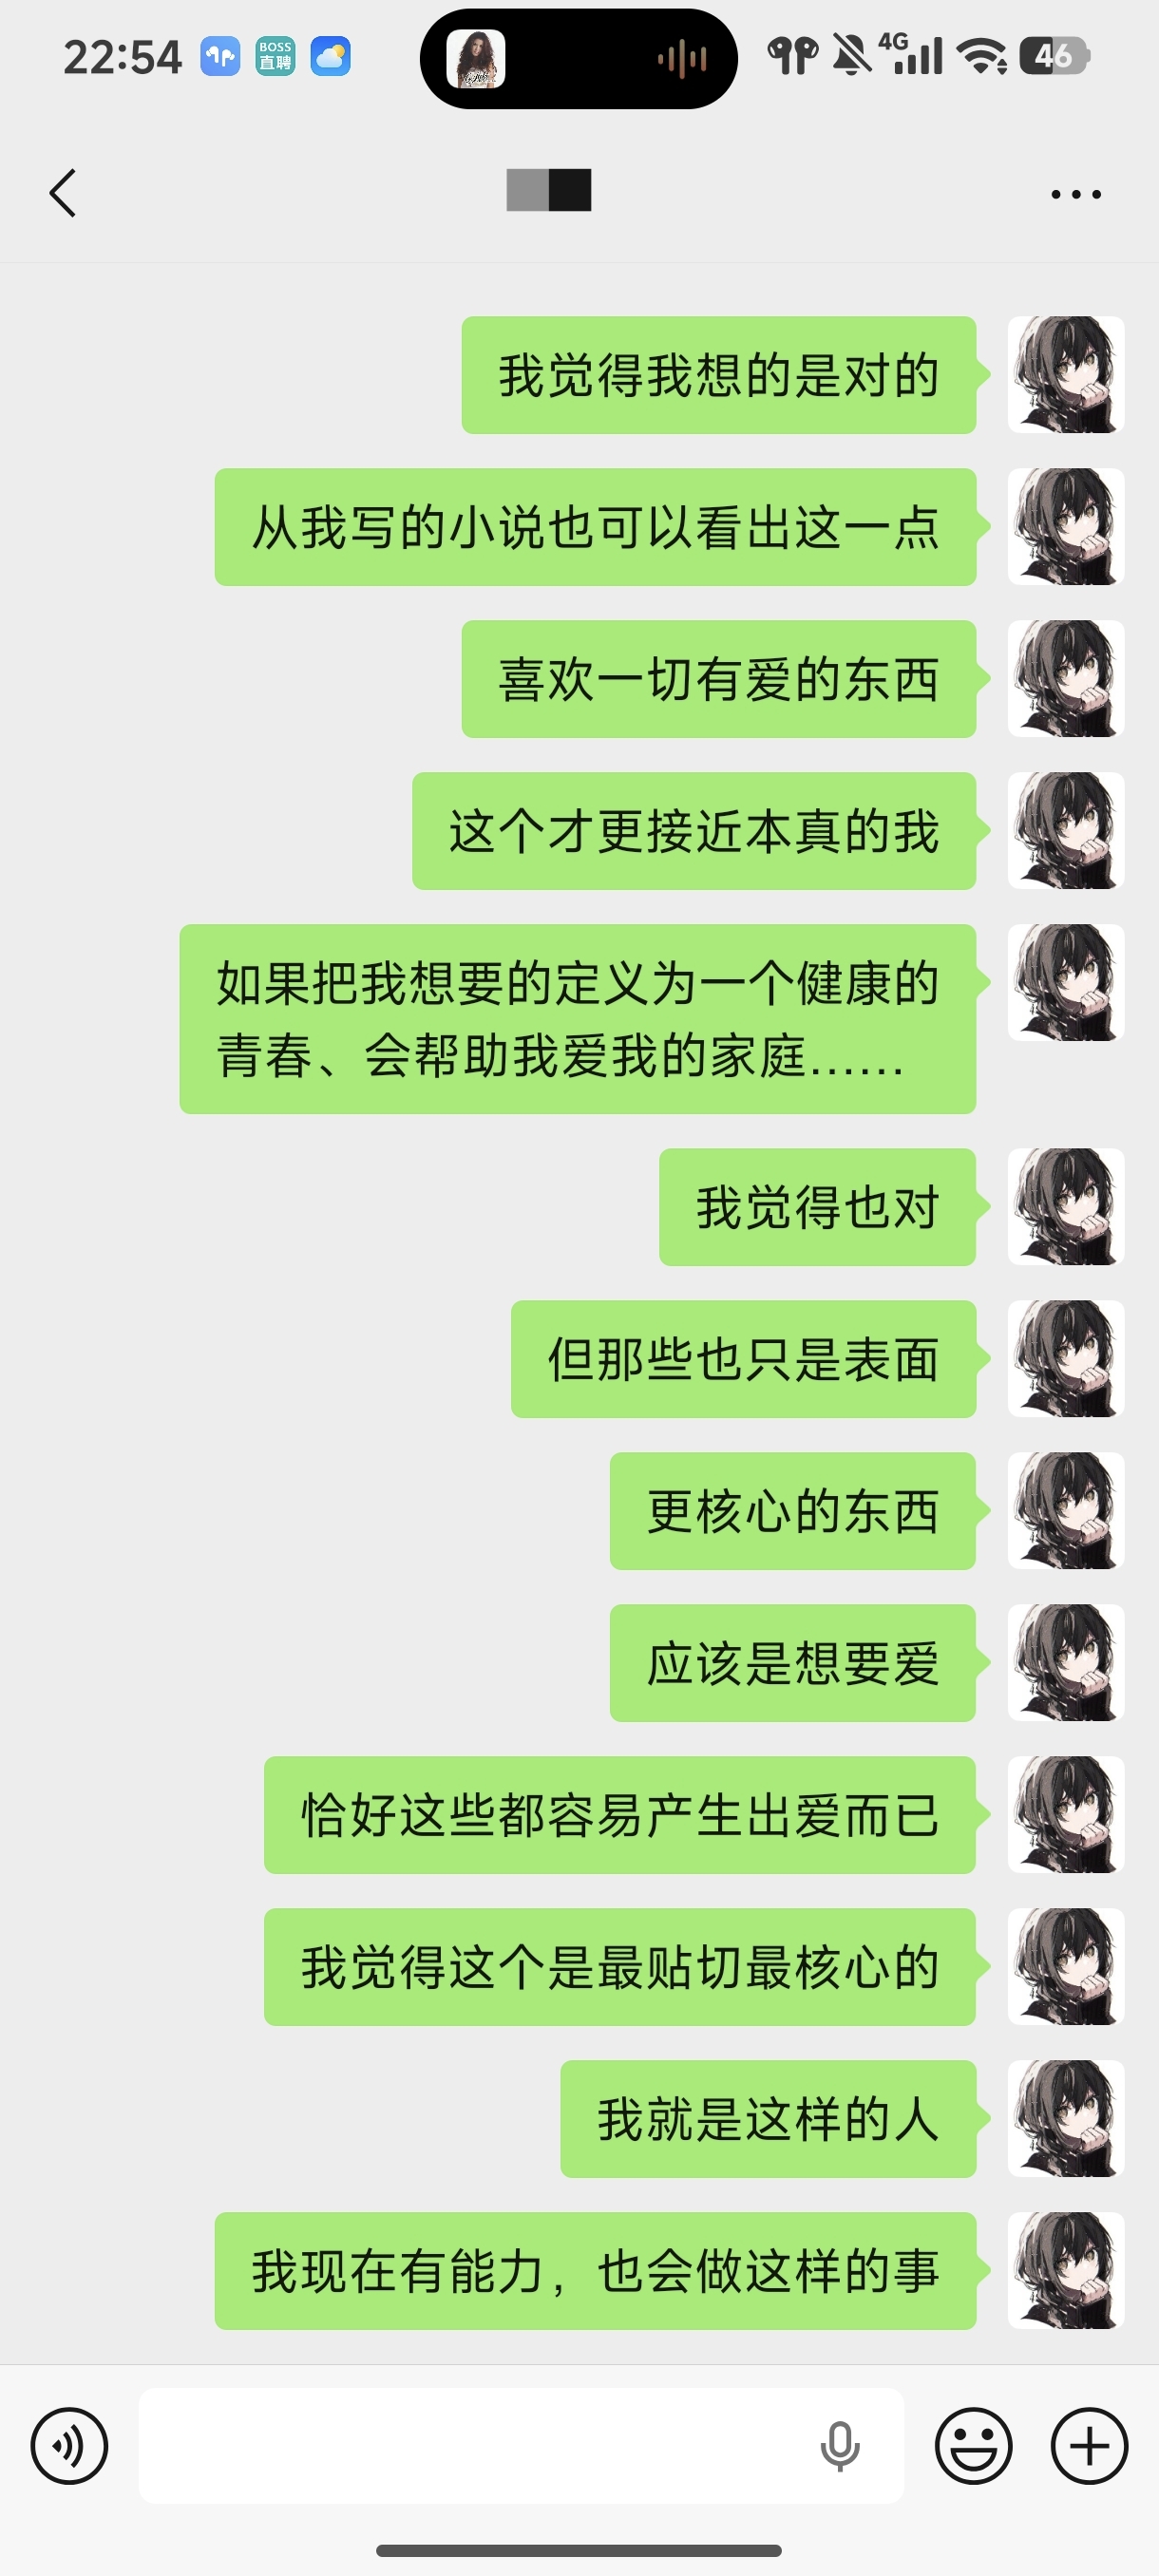 22:54
BOSS
直聘
4G
46
我觉得我想的是对的
从我写的小说也可以看出这一点
喜欢一切有爱的东西
这个才更接近本真的我
如果把我想要的定义为一个健康的
青春、会帮助我爱我的家庭……
我觉得也对
但那些也只是表面
更核心的东西
应该是想要爱
恰好这些都容易产生出爱而已
我觉得这个是最贴切最核心的
我就是这样的人
我现在有能力，也会做这样的事